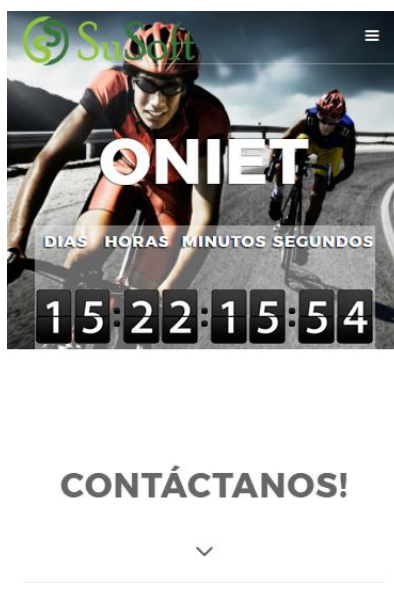 SuSoft
ONIET
DIAS HORAS MINUTOS SEGUNDOS
15:22:15:54
CONTÁCTANOS!